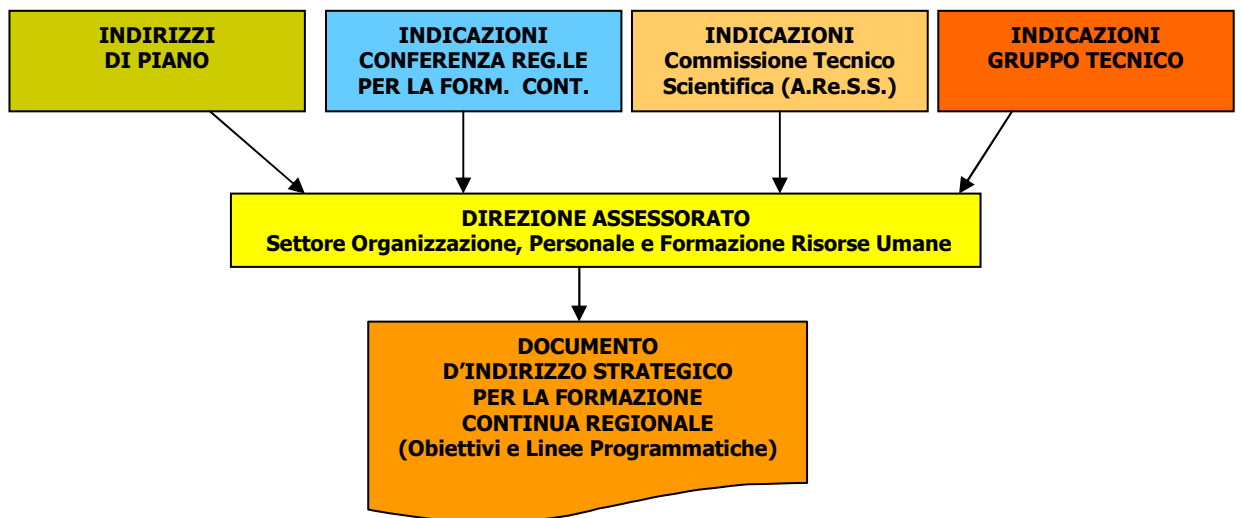 INDIRIZZI
DI PIANO
INDICAZIONI
CONFERENZA REG.LE
PER LA FORM. CONT.
INDICAZIONI
Commissione Tecnico
Scientifica (A.Re.S.S.)
INDICAZIONI
GRUPPO TECNICO
DIREZIONE ASSESSORATO
Settore Organizzazione, Personale e Formazione Risorse Umane
DOCUMENTO
D’INDIRIZZO STRATEGICO
PER LA FORMAZIONE
CONTINUA REGIONALE
(Obiettivi e Linee Programmatiche)